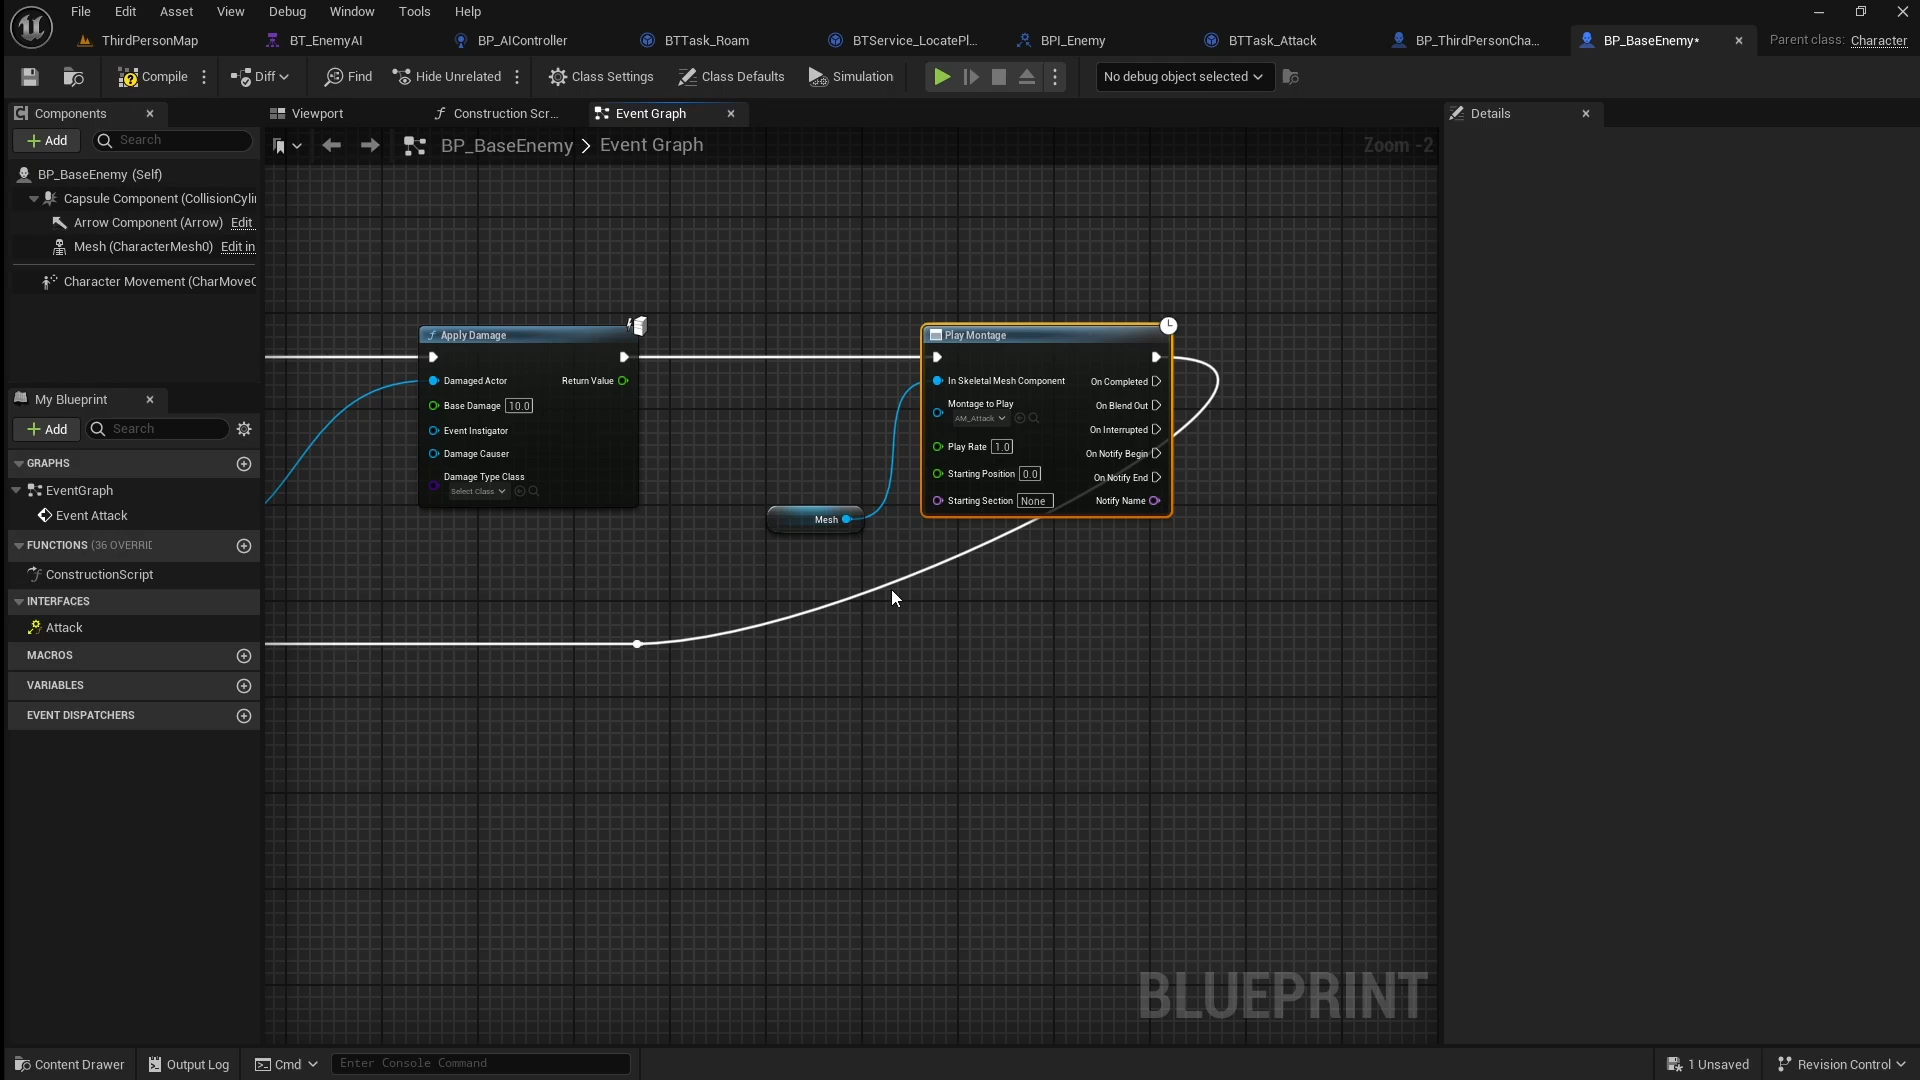 File Edit Asset View Debug Window Tools Help
ThirdPersonMap BT_EnemyAI BP_AIController BTTask_Roam BTService_LocatePl... BPI_Enemy BTTask_Attack BP_ThirdPersonCha... BP_BaseEnemy* Parent class: Character
Compile Diff Find Hide Unrelated Class Settings Class Defaults Simulation No debug object selected
Components Viewport Construction Scr... Event Graph Details
Add Search BP_BaseEnemy > Event Graph Zoom -2
BP_BaseEnemy (Self)
Capsule Component (CollisionCyli
Arrow Component (Arrow) Edit
Mesh (CharacterMesh0) Edit in
Character Movement (CharMoveC
My Blueprint
Add Search
GRAPHS
EventGraph
Event Attack
FUNCTIONS (36 OVERRID
ConstructionScript
INTERFACES
Attack
MACROS
VARIABLES
EVENT DISPATCHERS
Apply Damage
Damaged Actor Return Value
Base Damage 10.0
Event Instigator
Damage Causer
Damage Type Class
Select Class
Mesh
Play Montage
In Skeletal Mesh Component On Completed
Montage to Play On Blend Out
AM_Attack
On Interrupted
Play Rate 1.0 On Notify Begin
Starting Position 0.0 On Notify End
Starting Section None Notify Name
BLUEPRINT
Content Drawer Output Log Cmd Enter Console Command 1 Unsaved Revision Control